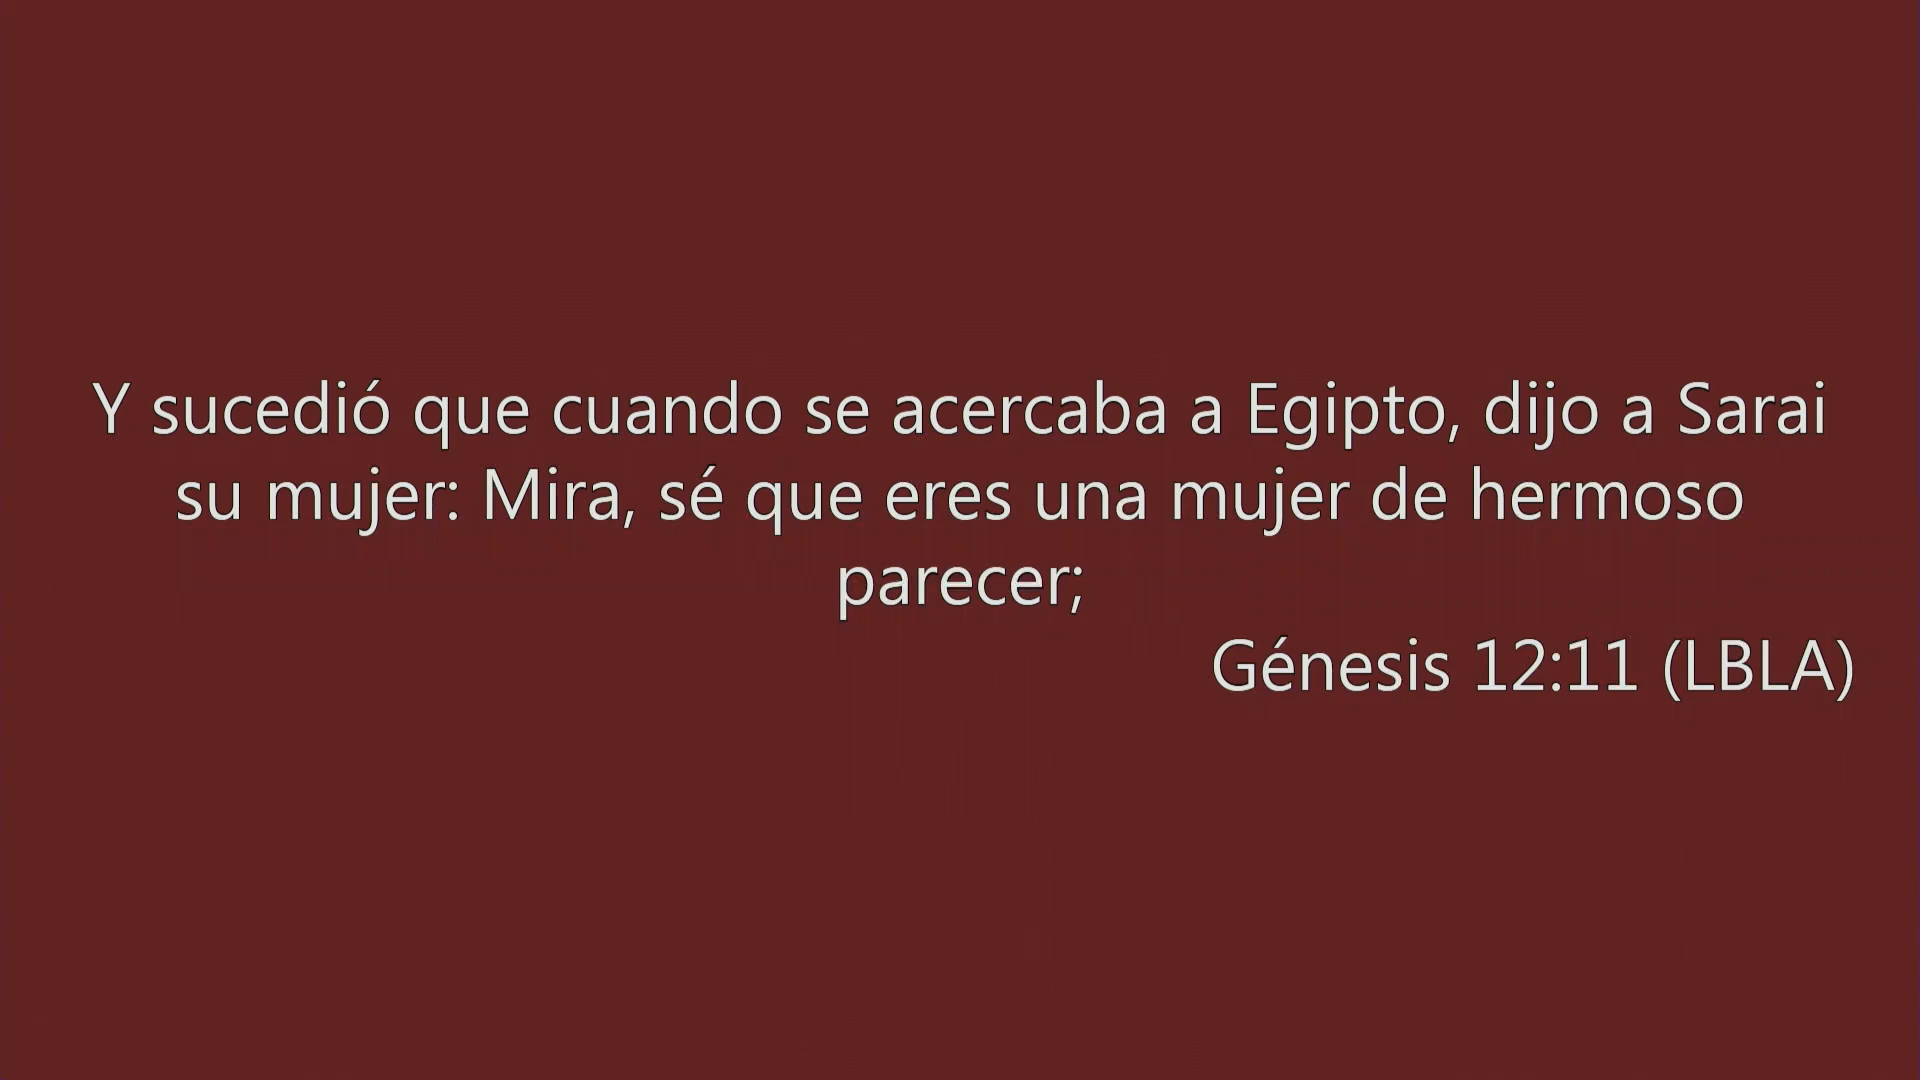 Y sucedió que cuando se acercaba a Egipto, dijo a Sarai
su mujer: Mira, sé que eres una mujer de hermoso
parecer;
Génesis 12:11 (LBLA)